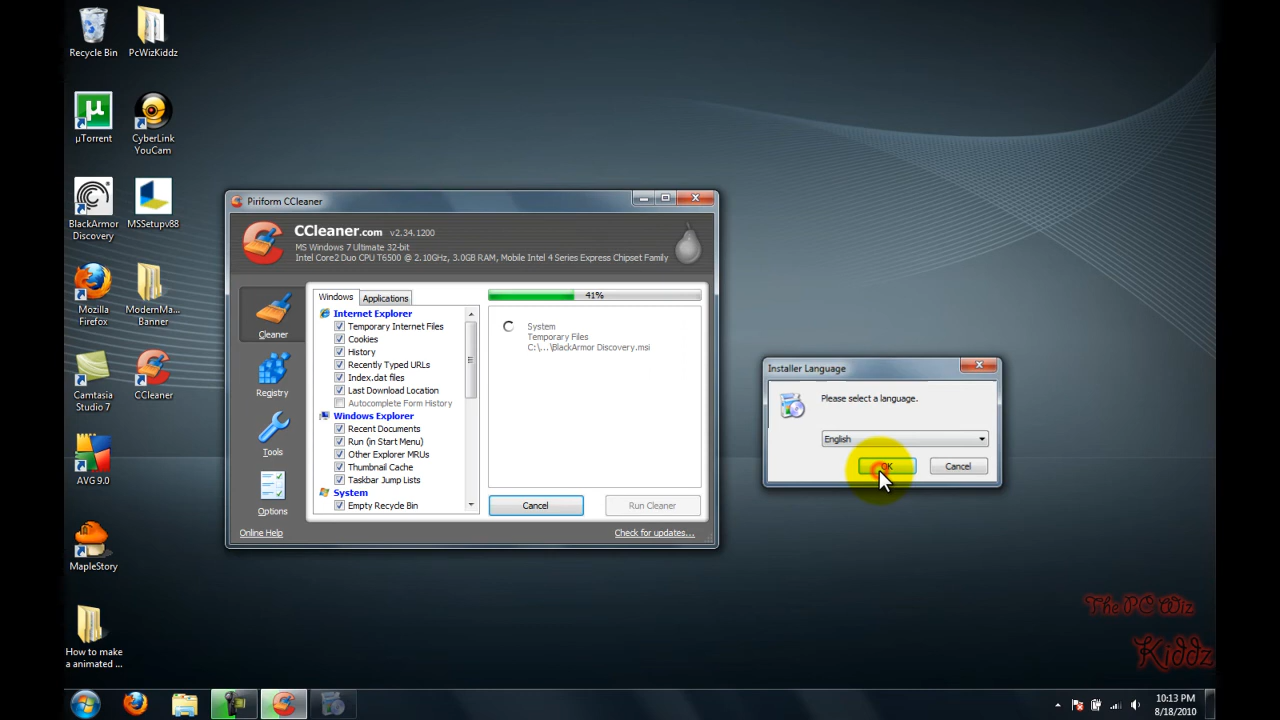 Recycle Bin
PcWizKiddz
µTorrent
CyberLink
YouCam
BlackArmor
Discovery
MSSetupv88
Mozilla
Firefox
ModernMa...
Banner
Camtasia
Studio 7
CCleaner
AVG 9.0
MapleStory
How to make
a animated ...
Piriform CCleaner
CCleaner.com v2.34.1200
MS Windows 7 Ultimate 32-bit
Intel Core2 Duo CPU T6500 @ 2.10GHz, 3.0GB RAM, Mobile Intel 4 Series Express Chipset Family
Cleaner
Registry
Tools
Options
Windows
Applications
Internet Explorer
Temporary Internet Files
Cookies
History
Recently Typed URLs
Index.dat files
Last Download Location
Autocomplete Form History
Windows Explorer
Recent Documents
Run (in Start Menu)
Other Explorer MRUs
Thumbnail Cache
Taskbar Jump Lists
System
Empty Recycle Bin
41%
System
Temporary Files
C:\...\BlackArmor Discovery.msi
Cancel
Run Cleaner
Online Help
Check for updates...
Installer Language
Please select a language.
English
OK
Cancel
The PC Wiz
Kiddz
10:13 PM
8/18/2010